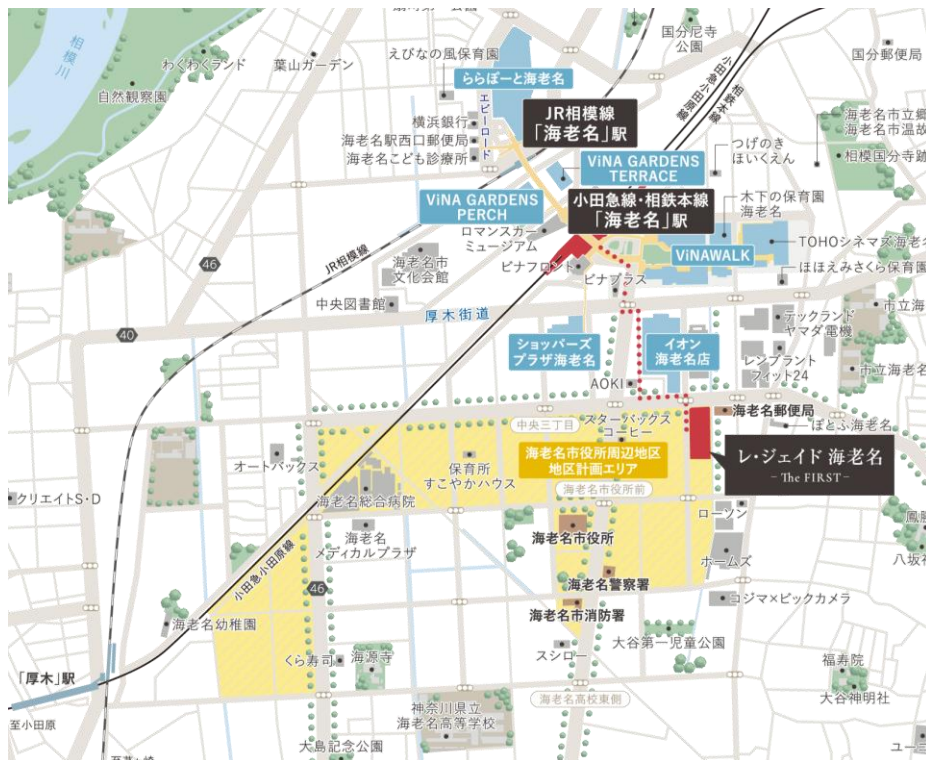 相模川
わくわくランド
葉山ガーデン
自然観察園
えびなの風保育園
ららぽーと海老名
エビーロード
横浜銀行
海老名駅西口郵便局
海老名こども診療所
JR相模線
「海老名」駅
ViNA GARDENS
TERRACE
ViNA GARDENS
PERCH
小田急線・相鉄本線
「海老名」駅
ロマンスカー
ミュージアム
相鉄本線
小田急小田原線
国分尼寺
公園
国分郵便局
海老名市立郷
海老名市温故
相模国分寺跡
つげのき
ほいくえん
木下の保育園
海老名
TOHOシネマズ海老名
ViNAWALK
ほほえみさくら保育園
ビナフロント
ビナプラス
JR相模線
46
海老名市
文化会館
中央図書館
厚木街道
40
ショッパーズ
プラザ海老名
イオン
海老名店
テックランド
ヤマダ電機
市立海
レンブラント
フィット24
市立海老名
AOKI
中央三丁目
スターバックス
コーヒー
海老名郵便局
ぽとふ海老名
レ・ジェイド 海老名
– The FIRST –
海老名市役所周辺地区
地区計画エリア
オートバックス
保育所
すこやかハウス
クリエイトS・D
海老名総合病院
海老名市役所前
海老名
メディカルプラザ
海老名市役所
ローソン
ホームズ
鳳勝
八坂神
小田急小田原線
46
海老名警察署
海老名市消防署
コジマ×ビックカメラ
海老名幼稚園
くら寿司
海源寺
スシロー
大谷第一児童公園
福寿院
大谷神明社
「厚木」駅
至小田原
神奈川県立
海老名高等学校
海老名高校東側
大島記念公園
ユーニ